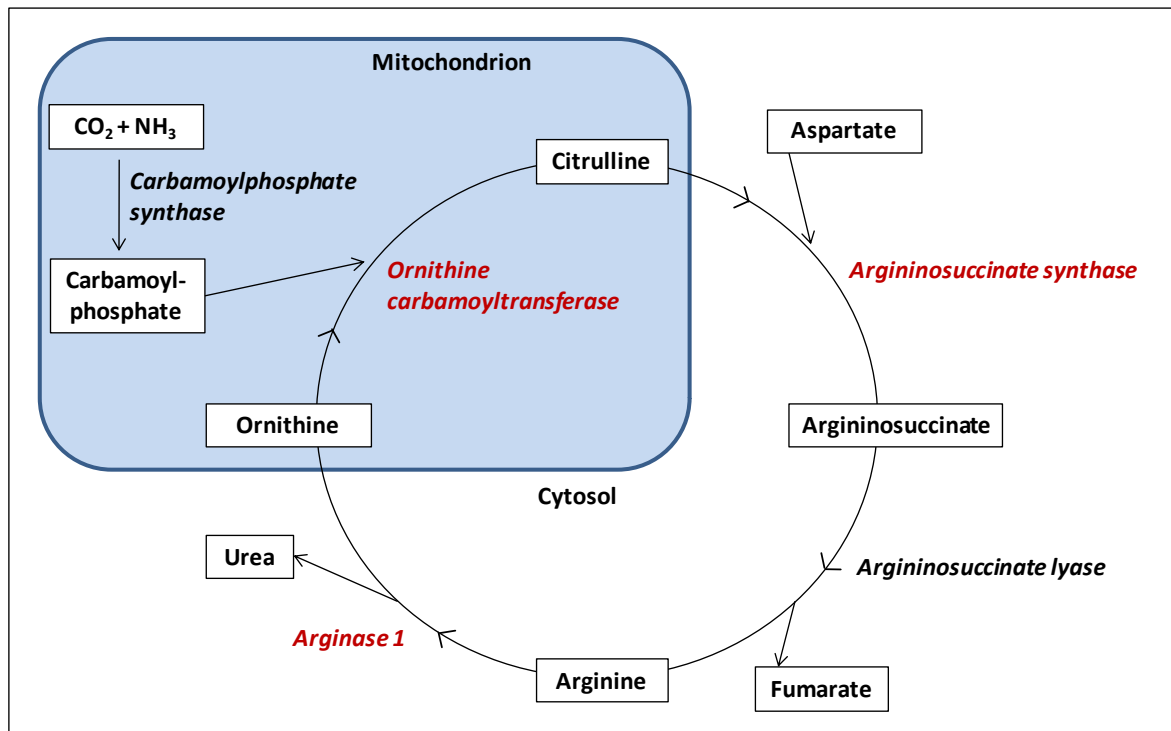 Mitochondrion
CO₂ + NH₃
Carbamoylphosphate
synthase
Carbamoyl-
phosphate
Ornithine
carbamoyltransferase
Citrulline
Aspartate
Argininosuccinate synthase
Ornithine
Argininosuccinate
Cytosol
Urea
Argininosuccinate lyase
Arginase 1
Arginine
Fumarate